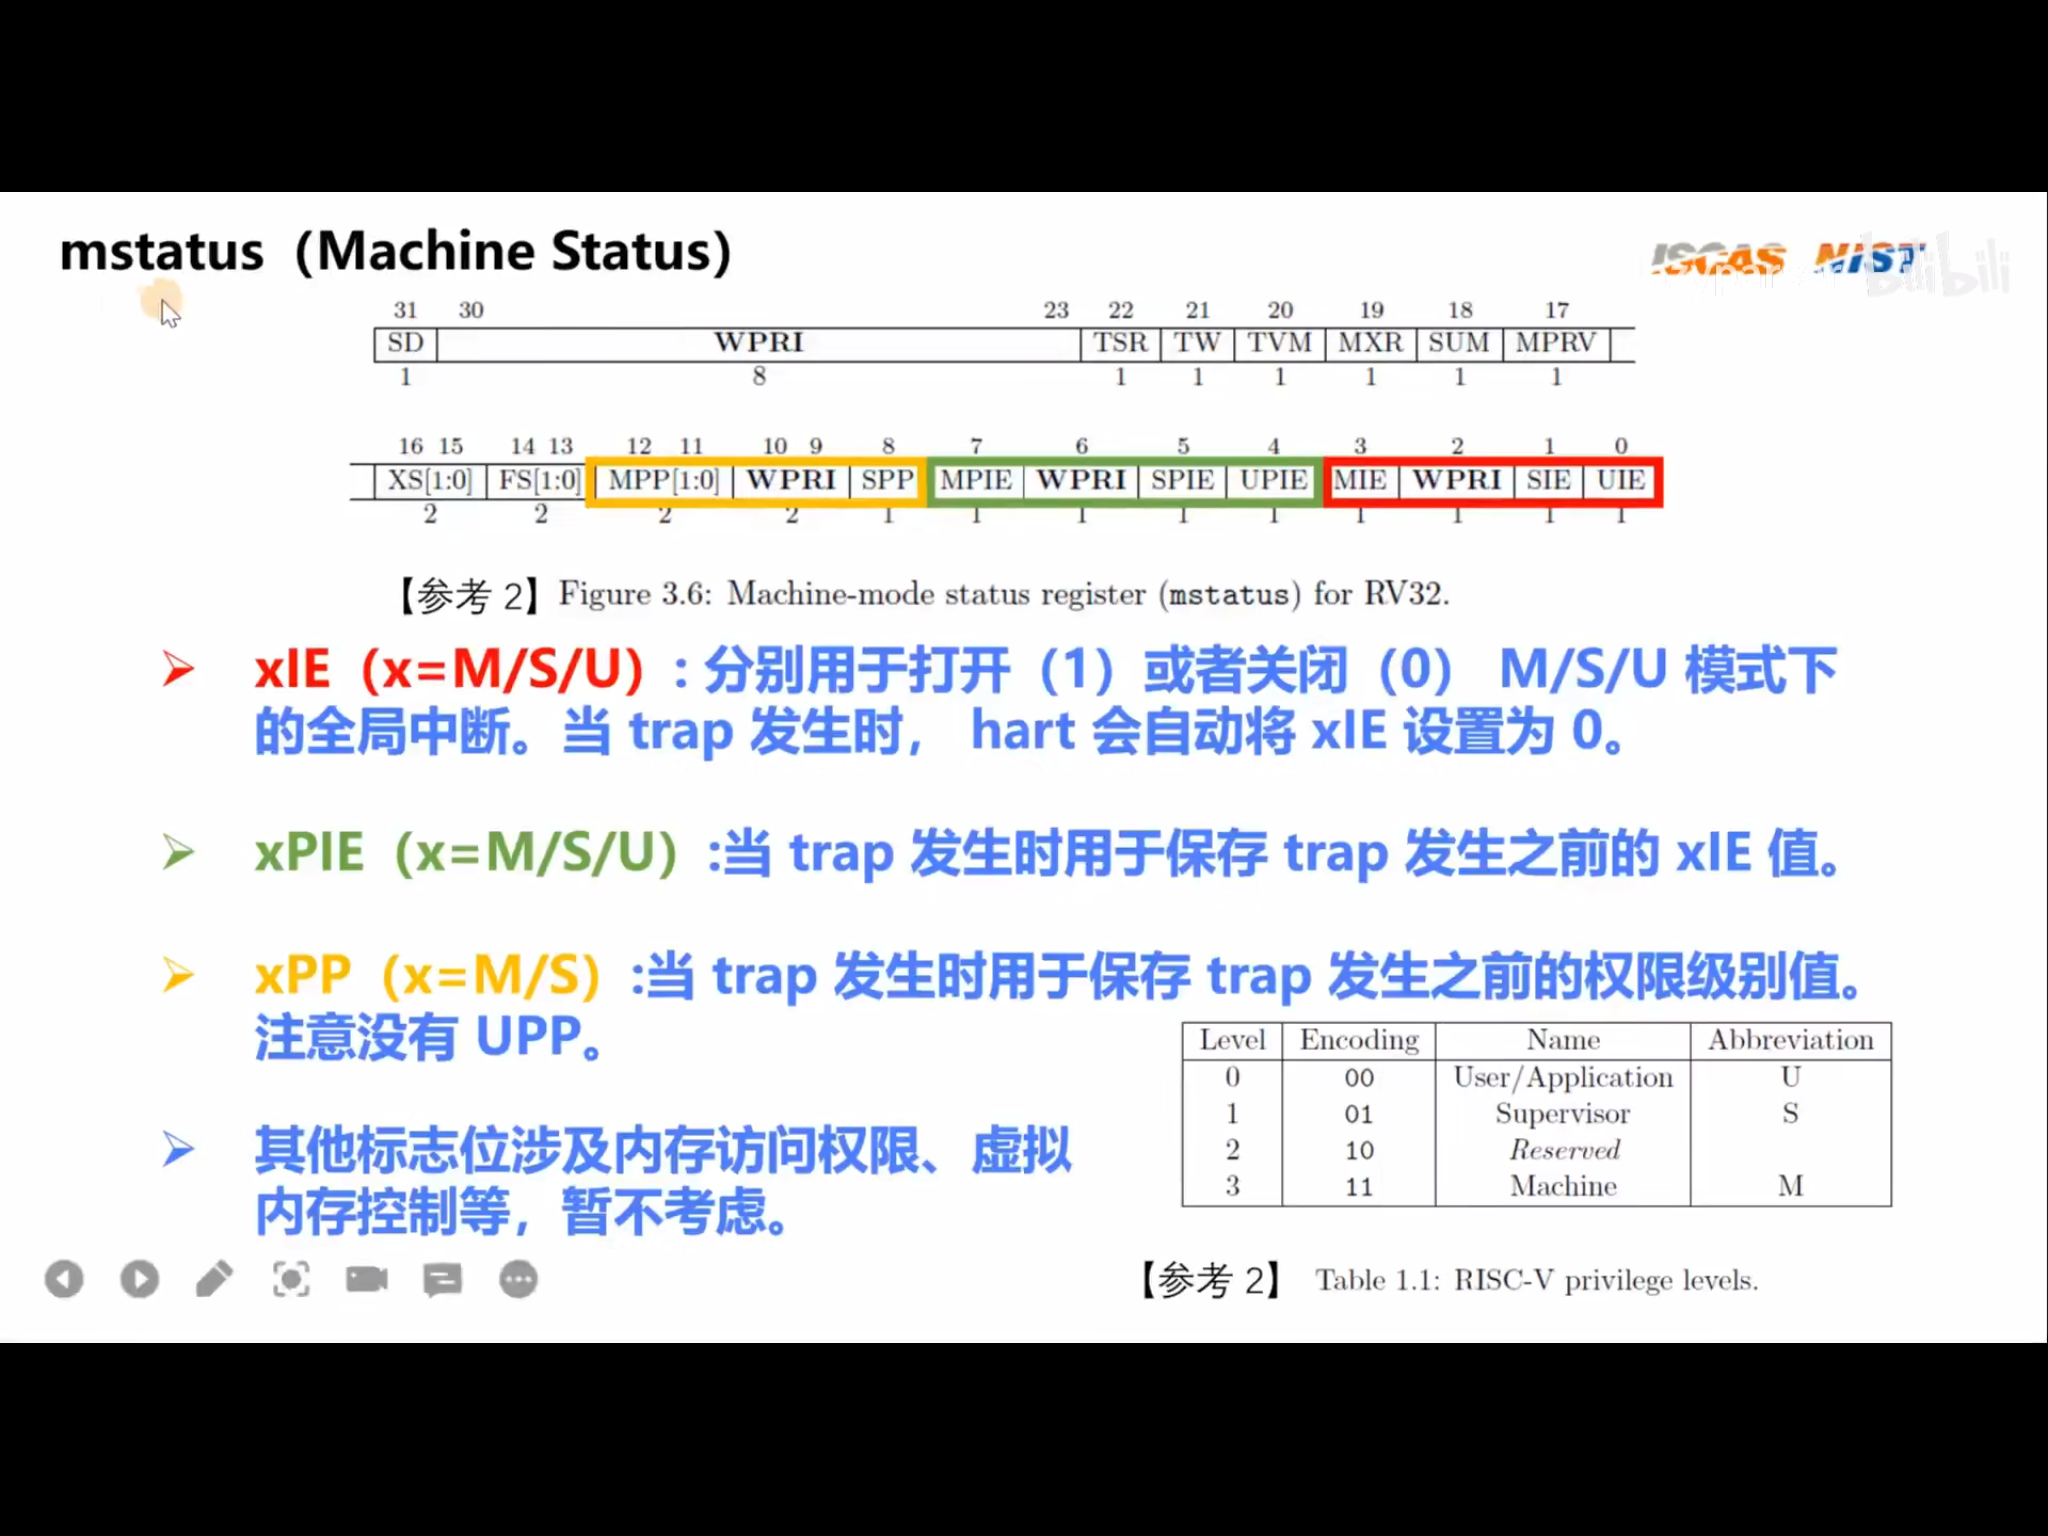 mstatus（Machine Status）
ISCAS NIST
bilibili
31 30 23 22 21 20 19 18 17
SD WPRI TSR TW TVM MXR SUM MPRV
1 8 1 1 1 1 1 1
16 15 14 13 12 11 10 9 8 7 6 5 4 3 2 1 0
XS[1:0] FS[1:0] MPP[1:0] WPRI SPP MPIE WPRI SPIE UPIE MIE WPRI SIE UIE
2 2 2 2 1 1 1 1 1 1 1 1 1
【参考 2】 Figure 3.6: Machine-mode status register (mstatus) for RV32.
➢ xIE（x=M/S/U）: 分别用于打开（1）或者关闭（0） M/S/U 模式下
的全局中断。当 trap 发生时， hart 会自动将 xIE 设置为 0。
➢ xPIE（x=M/S/U）:当 trap 发生时用于保存 trap 发生之前的 xIE 值。
➢ xPP（x=M/S）:当 trap 发生时用于保存 trap 发生之前的权限级别值。
注意没有 UPP。
➢ 其他标志位涉及内存访问权限、虚拟
内存控制等，暂不考虑。
Level Encoding Name Abbreviation
0 00 User/Application U
1 01 Supervisor S
2 10 Reserved
3 11 Machine M
【参考 2】 Table 1.1: RISC-V privilege levels.